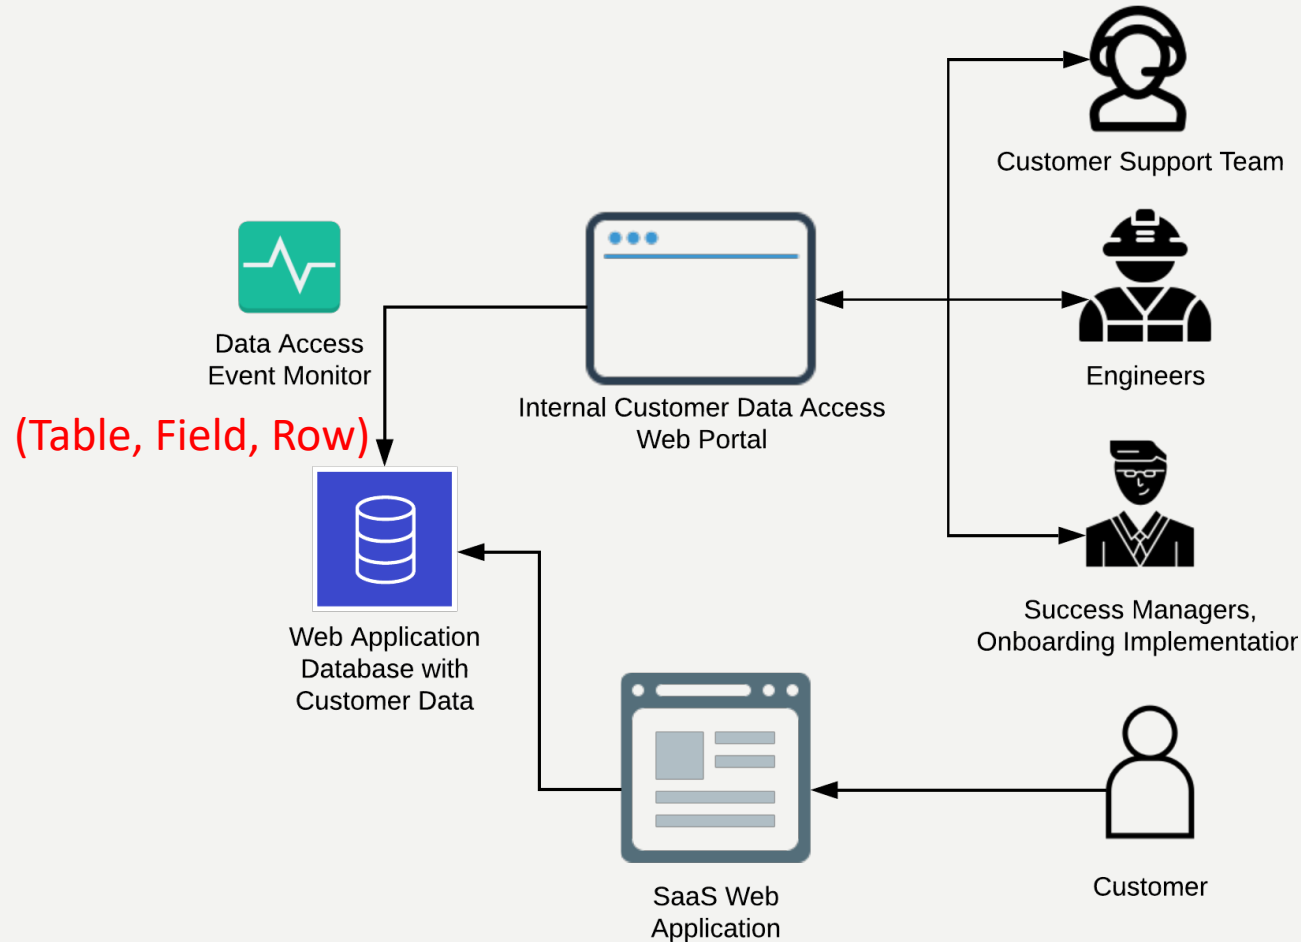 Customer Support Team
Data Access
Event Monitor
(Table, Field, Row)
Internal Customer Data Access
Web Portal
Engineers
Web Application
Database with
Customer Data
Success Managers,
Onboarding Implementation
SaaS Web
Application
Customer